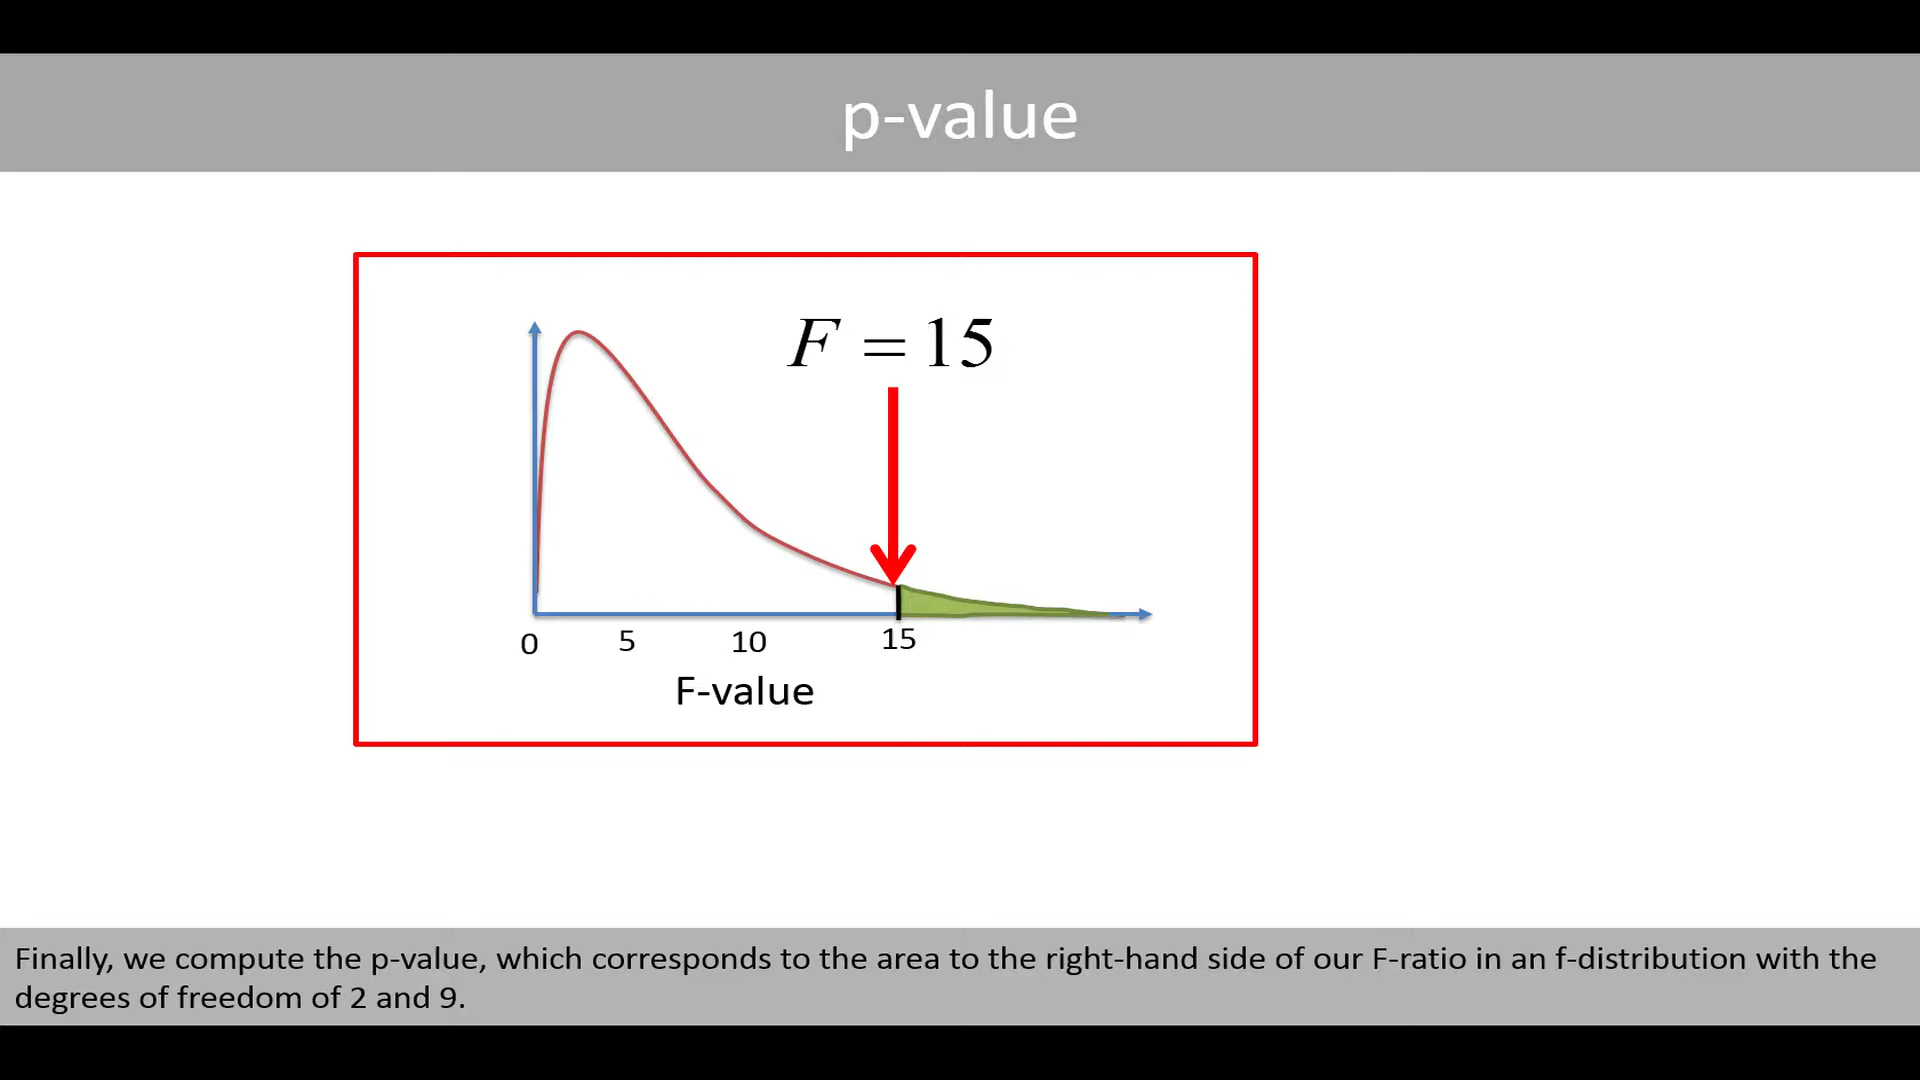 p-value
F = 15
0 5 10 15
F-value
Finally, we compute the p-value, which corresponds to the area to the right-hand side of our F-ratio in an f-distribution with the
degrees of freedom of 2 and 9.